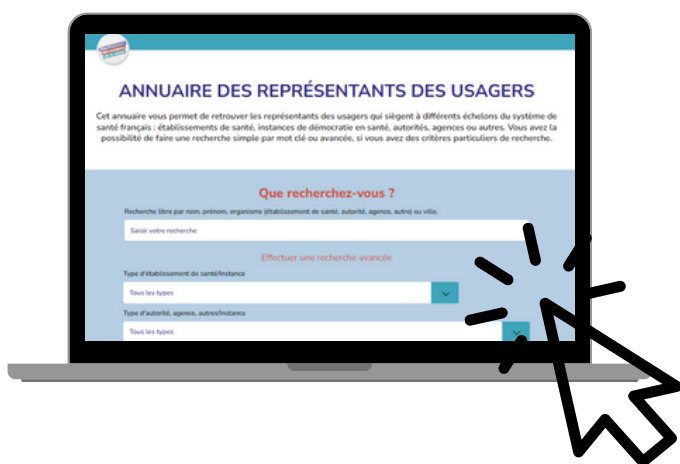 ANNUAIRE DES REPRÉSENTANTS DES USAGERS
Cet annuaire vous permet de retrouver les représentants des usagers qui siègent à différents échelons du système de
santé français : établissements de santé, instances de démocratie en santé, autorités, agences ou autres. Vous avez la
possibilité de faire une recherche simple par mot clé ou avancée, si vous avez des critères particuliers de recherche.
Que recherchez-vous ?
Recherche libre par nom, prénom, organisme (établissement de santé, autorité, agence, autre) ou ville.
Saisir votre recherche
Effectuer une recherche avancée
Type d'établissement de santé/Instance
Tous les types
Type d'autorité, agence, autres/Instance
Tous les types